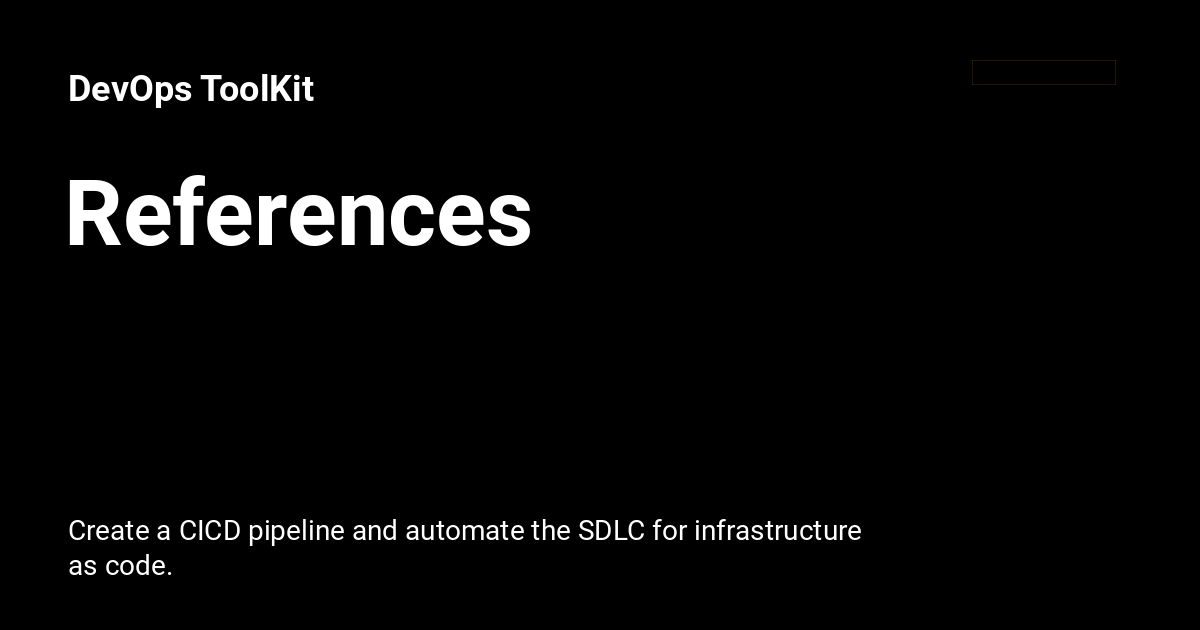 DevOps ToolKit
References
Create a CICD pipeline and automate the SDLC for infrastructure
as code.